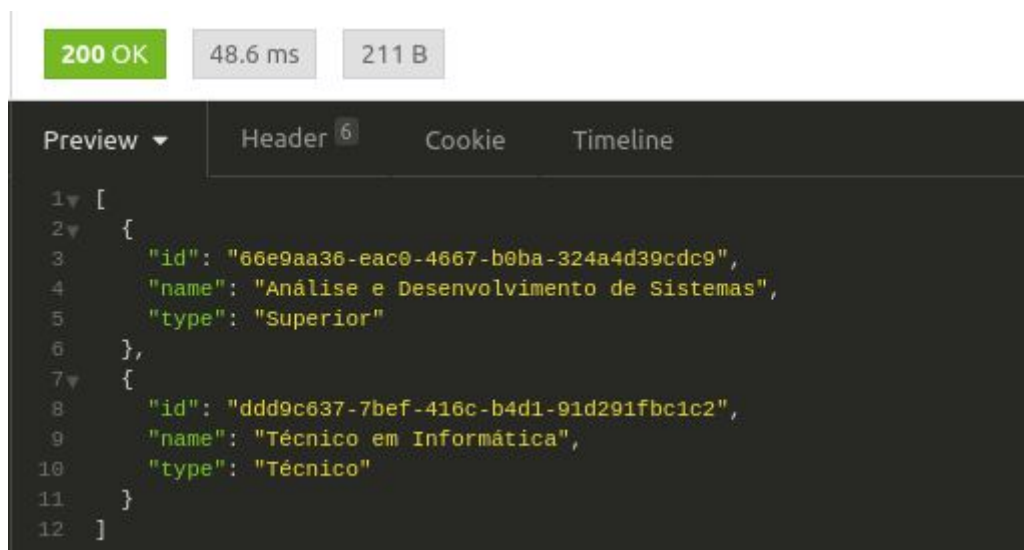 200 OK 48.6 ms 211 B
Preview Header 6 Cookie Timeline
1 [
2 {
3 "id": "66e9aa36-eac0-4667-b0ba-324a4d39cdc9",
4 "name": "Análise e Desenvolvimento de Sistemas",
5 "type": "Superior"
6 },
7 {
8 "id": "ddd9c637-7bef-416c-b4d1-91d291fbc1c2",
9 "name": "Técnico em Informática",
10 "type": "Técnico"
11 }
12 ]